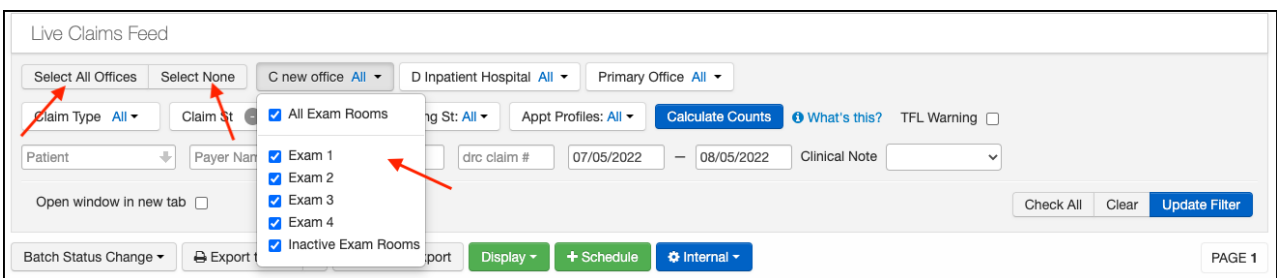 Live Claims Feed
Select All Offices Select None C new office All D Inpatient Hospital All Primary Office All
Claim Type All Claim St All Exam Rooms ng St: All Appt Profiles: All Calculate Counts What's this? TFL Warning
Patient Payer Nam Exam 1 drc claim # 07/05/2022 — 08/05/2022 Clinical Note
Exam 2
Open window in new tab Exam 3 Check All Clear Update Filter
Exam 4
Inactive Exam Rooms
Batch Status Change Export t port Display + Schedule Internal PAGE 1